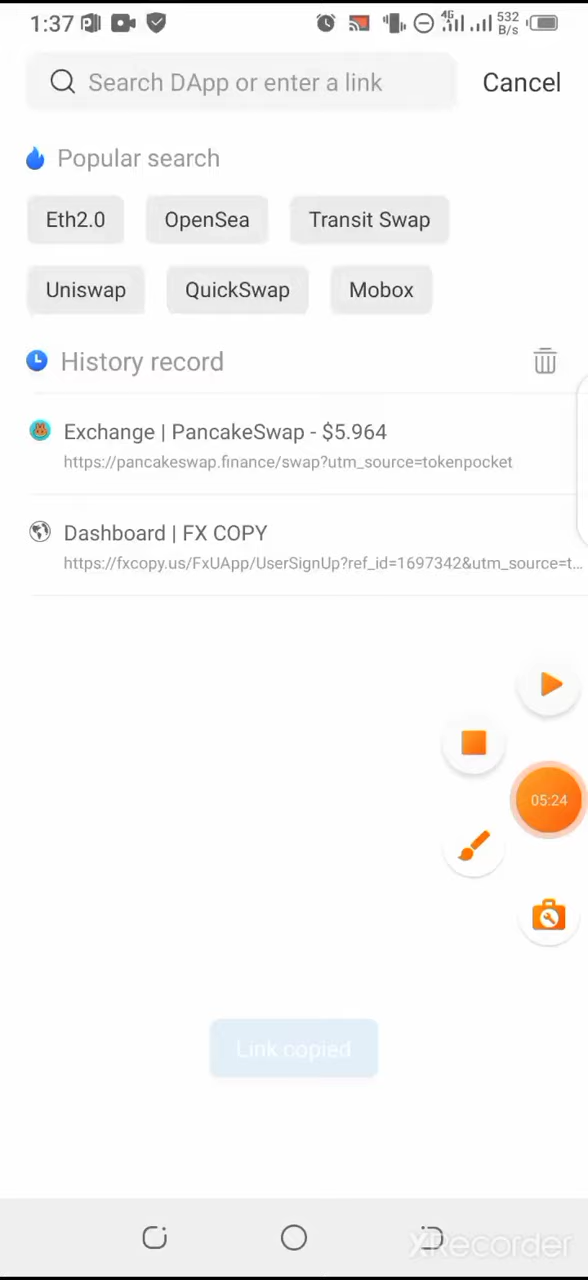 1:37
4G
532
B/s
Search DApp or enter a link
Cancel
Popular search
Eth2.0
OpenSea
Transit Swap
Uniswap
QuickSwap
Mobox
History record
Exchange | PancakeSwap - $5.964
https://pancakeswap.finance/swap?utm_source=tokenpocket
Dashboard | FX COPY
https://fxcopy.us/FxUApp/UserSignUp?ref_id=1697342&utm_source=t...
05:24
Link copied
XRecorder